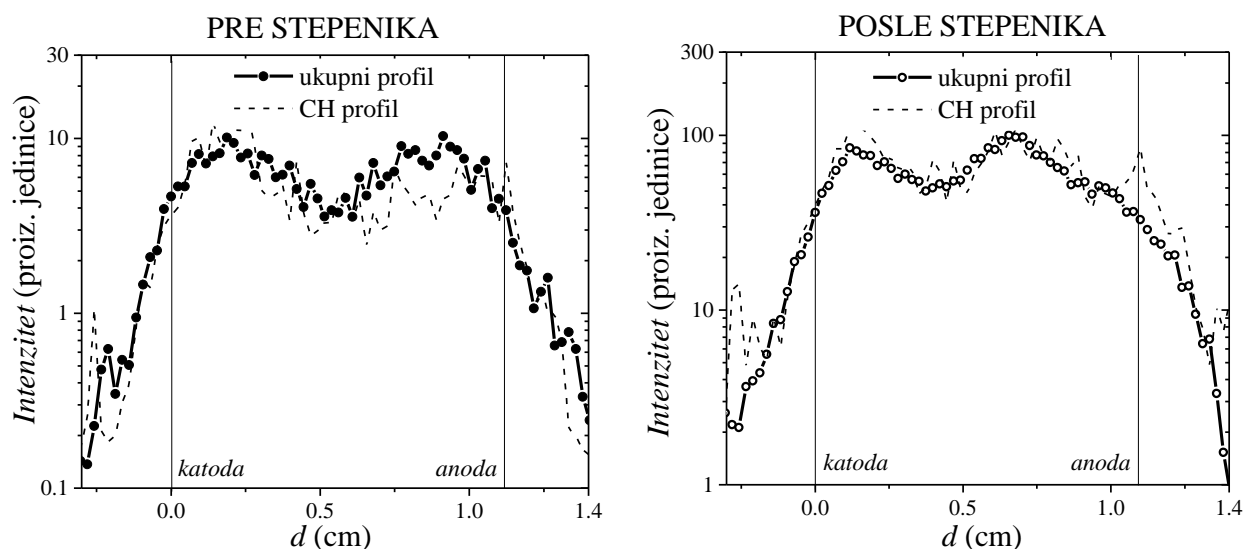 PRE STEPENIKA
30
10
1
0.1
Intenzitet (proiz. jedinice)
ukupni profil
CH profil
katoda
anoda
0.0
0.5
1.0
1.4
d (cm)
POSLE STEPENIKA
300
100
10
1
Intenzitet (proiz. jedinice)
ukupni profil
CH profil
katoda
anoda
0.0
0.5
1.0
1.4
d (cm)